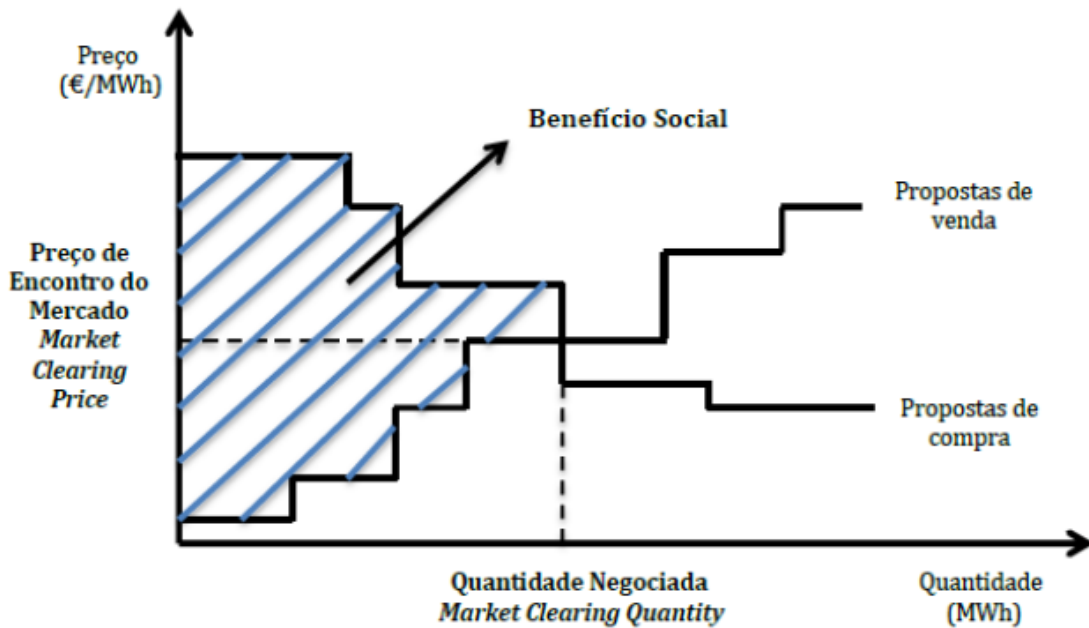 Preço
(€/MWh)
Benefício Social
Propostas de
venda
Preço de
Encontro do
Mercado
Market
Clearing
Price
Propostas de
compra
Quantidade Negociada
Market Clearing Quantity
Quantidade
(MWh)